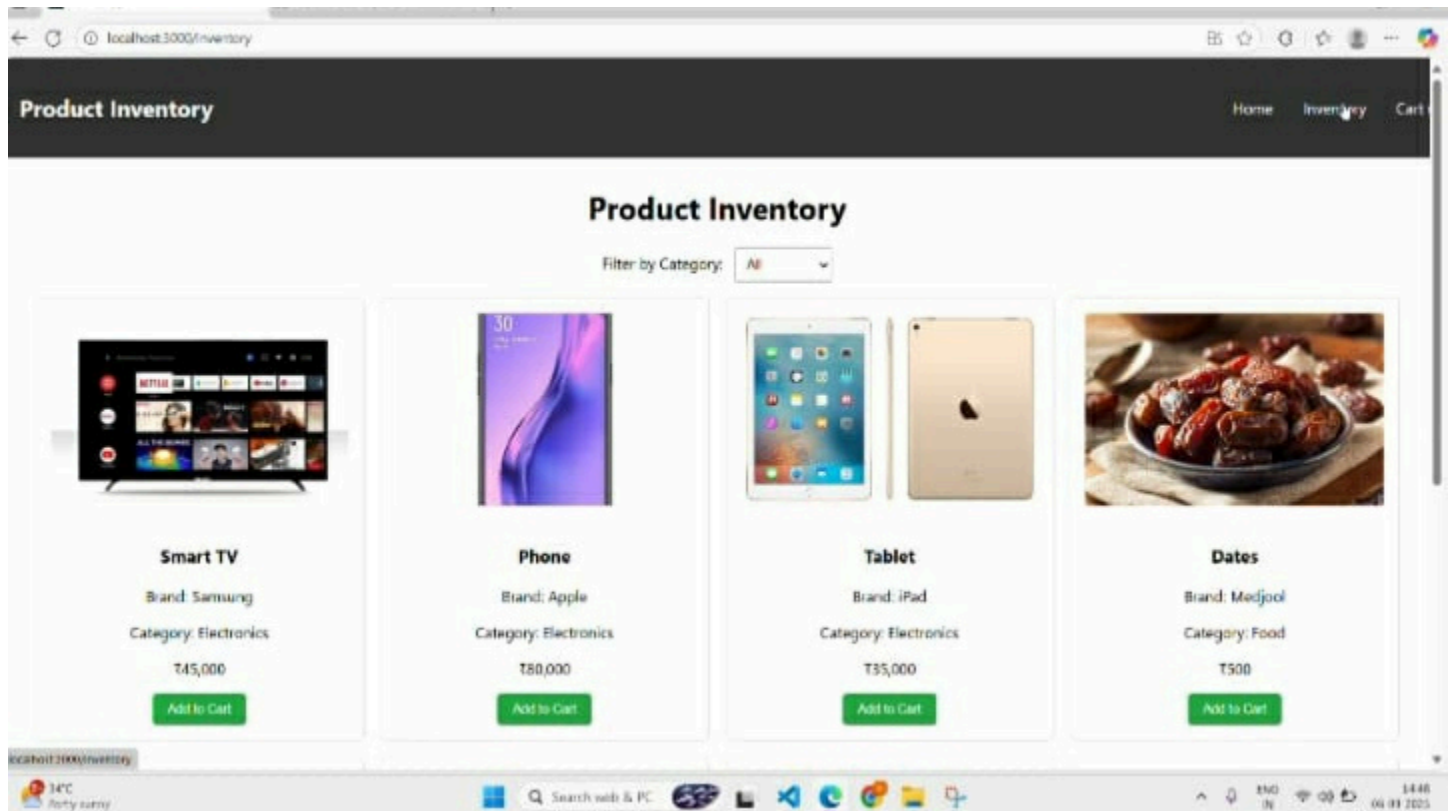 localhost:3000/inventory
Product Inventory
Home Inventory Cart
Product Inventory
Filter by Category: All
30
NETFLIX
Smart TV
Brand: Samsung
Category: Electronics
₹45,000
Add to Cart
Phone
Brand: Apple
Category: Electronics
₹80,000
Add to Cart
Tablet
Brand: iPad
Category: Electronics
₹35,000
Add to Cart
Dates
Brand: Medjool
Category: Food
₹500
Add to Cart
localhost:3000/inventory
34°C
Partly sunny
Search web & PC
ENG
IN
14:48